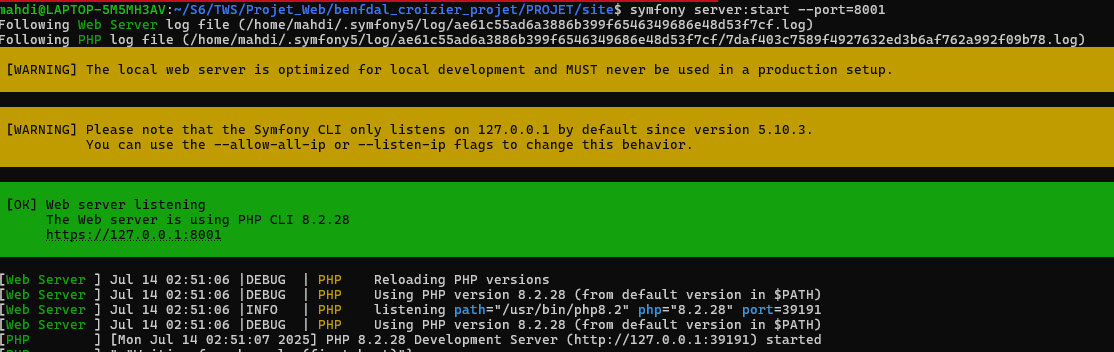 mahdi@LAPTOP-5M5MH3AV:~/S6/TWS/Projet_Web/benfdal_croizier_projet/PROJET/site$ symfony server:start --port=8001
Following Web Server log file (/home/mahdi/.symfony5/log/ae61c55ad6a3886b399f6546349686e48d53f7cf.log)
Following PHP log file (/home/mahdi/.symfony5/log/ae61c55ad6a3886b399f6546349686e48d53f7cf/7daf403c7589f4927632ed3b6af762a992f09b78.log)
[WARNING] The local web server is optimized for local development and MUST never be used in a production setup.
[WARNING] Please note that the Symfony CLI only listens on 127.0.0.1 by default since version 5.10.3.
You can use the --allow-all-ip or --listen-ip flags to change this behavior.
[OK] Web server listening
The Web server is using PHP CLI 8.2.28
https://127.0.0.1:8001
[Web Server ] Jul 14 02:51:06 |DEBUG  | PHP    Reloading PHP versions
[Web Server ] Jul 14 02:51:06 |DEBUG  | PHP    Using PHP version 8.2.28 (from default version in $PATH)
[Web Server ] Jul 14 02:51:06 |INFO   | PHP    listening path="/usr/bin/php8.2" php="8.2.28" port=39191
[Web Server ] Jul 14 02:51:06 |DEBUG  | PHP    Using PHP version 8.2.28 (from default version in $PATH)
[PHP        ] [Mon Jul 14 02:51:07 2025] PHP 8.2.28 Development Server (http://127.0.0.1:39191) started